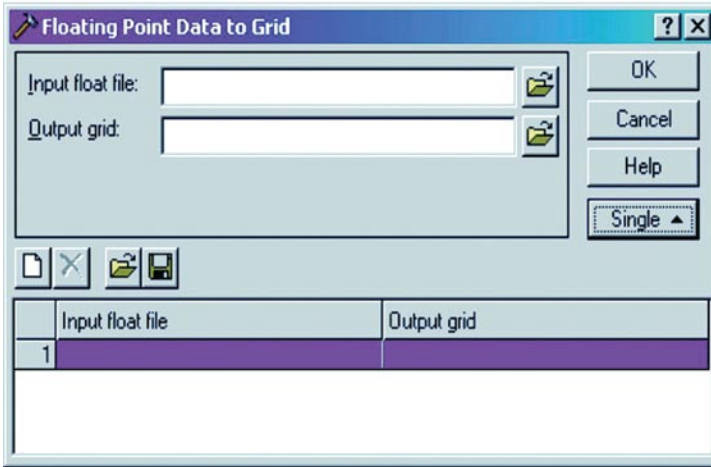 Floating Point Data to Grid
Input float file:
Output grid:
OK
Cancel
Help
Single
Input float file Output grid
1